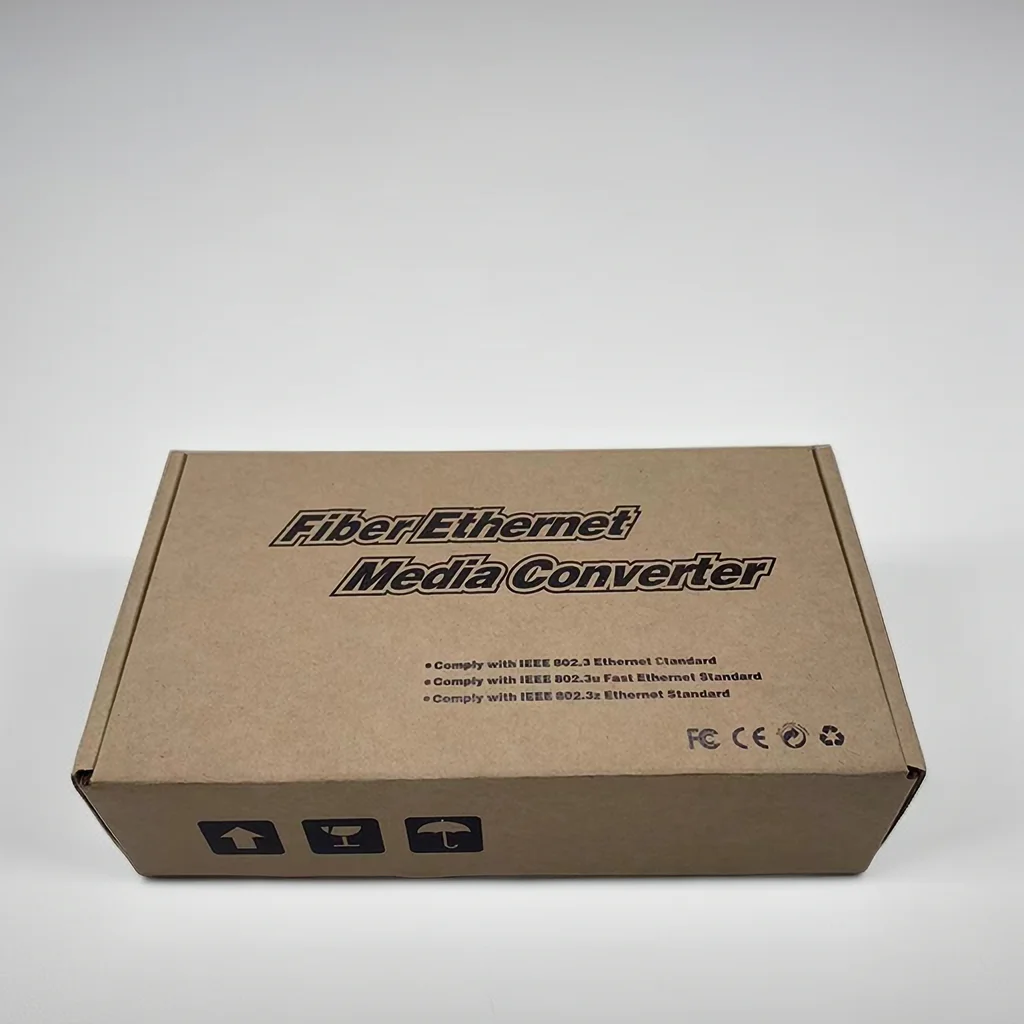 Fiber Ethernet
Media Converter
• Comply with IEEE 802.3 Ethernet Ctandard
• Comply with IEEE 802.3u Fast Ethernet Standard
• Comply with IEEE 802.3z Ethernet Standard
FC CE